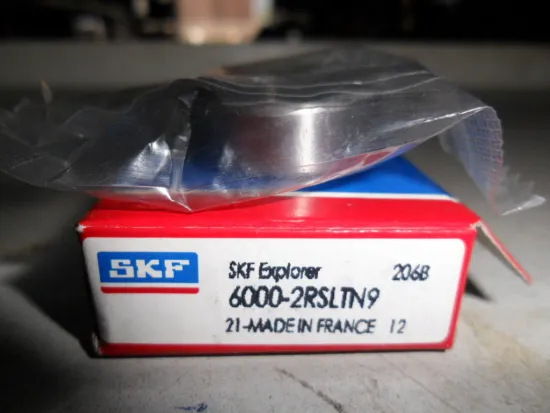 SKF
SKF Explorer 206B
6000-2RSLTN9
21-MADE IN FRANCE 12